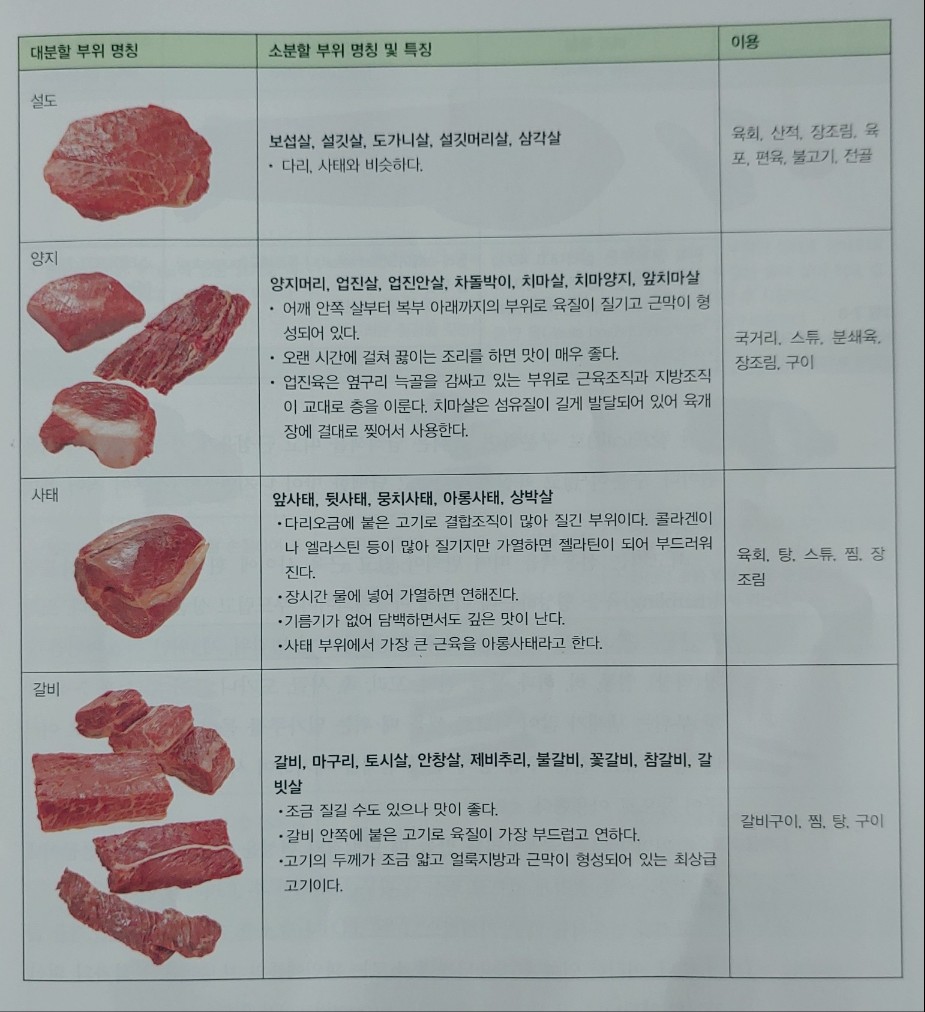 대분할 부위 명칭
소분할 부위 명칭 및 특징
이용
설도
보섭살, 설깃살, 도가니살, 설깃머리살, 삼각살
• 다리, 사태와 비슷하다.
육회, 산적, 장조림, 육
포, 편육, 불고기, 전골
양지
양지머리, 업진살, 업진안살, 차돌박이, 치마살, 치마양지, 앞치마살
• 어깨 안쪽 살부터 복부 아래까지의 부위로 육질이 질기고 근막이 형
성되어 있다.
• 오랜 시간에 걸쳐 끓이는 조리를 하면 맛이 매우 좋다.
• 업진육은 옆구리 늑골을 감싸고 있는 부위로 근육조직과 지방조직
이 교대로 층을 이룬다. 치마살은 섬유질이 길게 발달되어 있어 육개
장에 결대로 찢어서 사용한다.
국거리, 스튜, 분쇄육,
장조림, 구이
사태
앞사태, 뒷사태, 뭉치사태, 아롱사태, 상박살
•다리오금에 붙은 고기로 결합조직이 많아 질긴 부위이다. 콜라겐이
나 엘라스틴 등이 많아 질기지만 가열하면 젤라틴이 되어 부드러워
진다.
•장시간 물에 넣어 가열하면 연해진다.
•기름기가 없어 담백하면서도 깊은 맛이 난다.
•사태 부위에서 가장 큰 근육을 아롱사태라고 한다.
육회, 탕, 스튜, 찜, 장
조림
갈비
갈비, 마구리, 토시살, 안창살, 제비추리, 불갈비, 꽃갈비, 참갈비, 갈
빗살
•조금 질길 수도 있으나 맛이 좋다.
•갈비 안쪽에 붙은 고기로 육질이 가장 부드럽고 연하다.
•고기의 두께가 조금 얇고 얼룩지방과 근막이 형성되어 있는 최상급
고기이다.
갈비구이, 찜, 탕, 구이